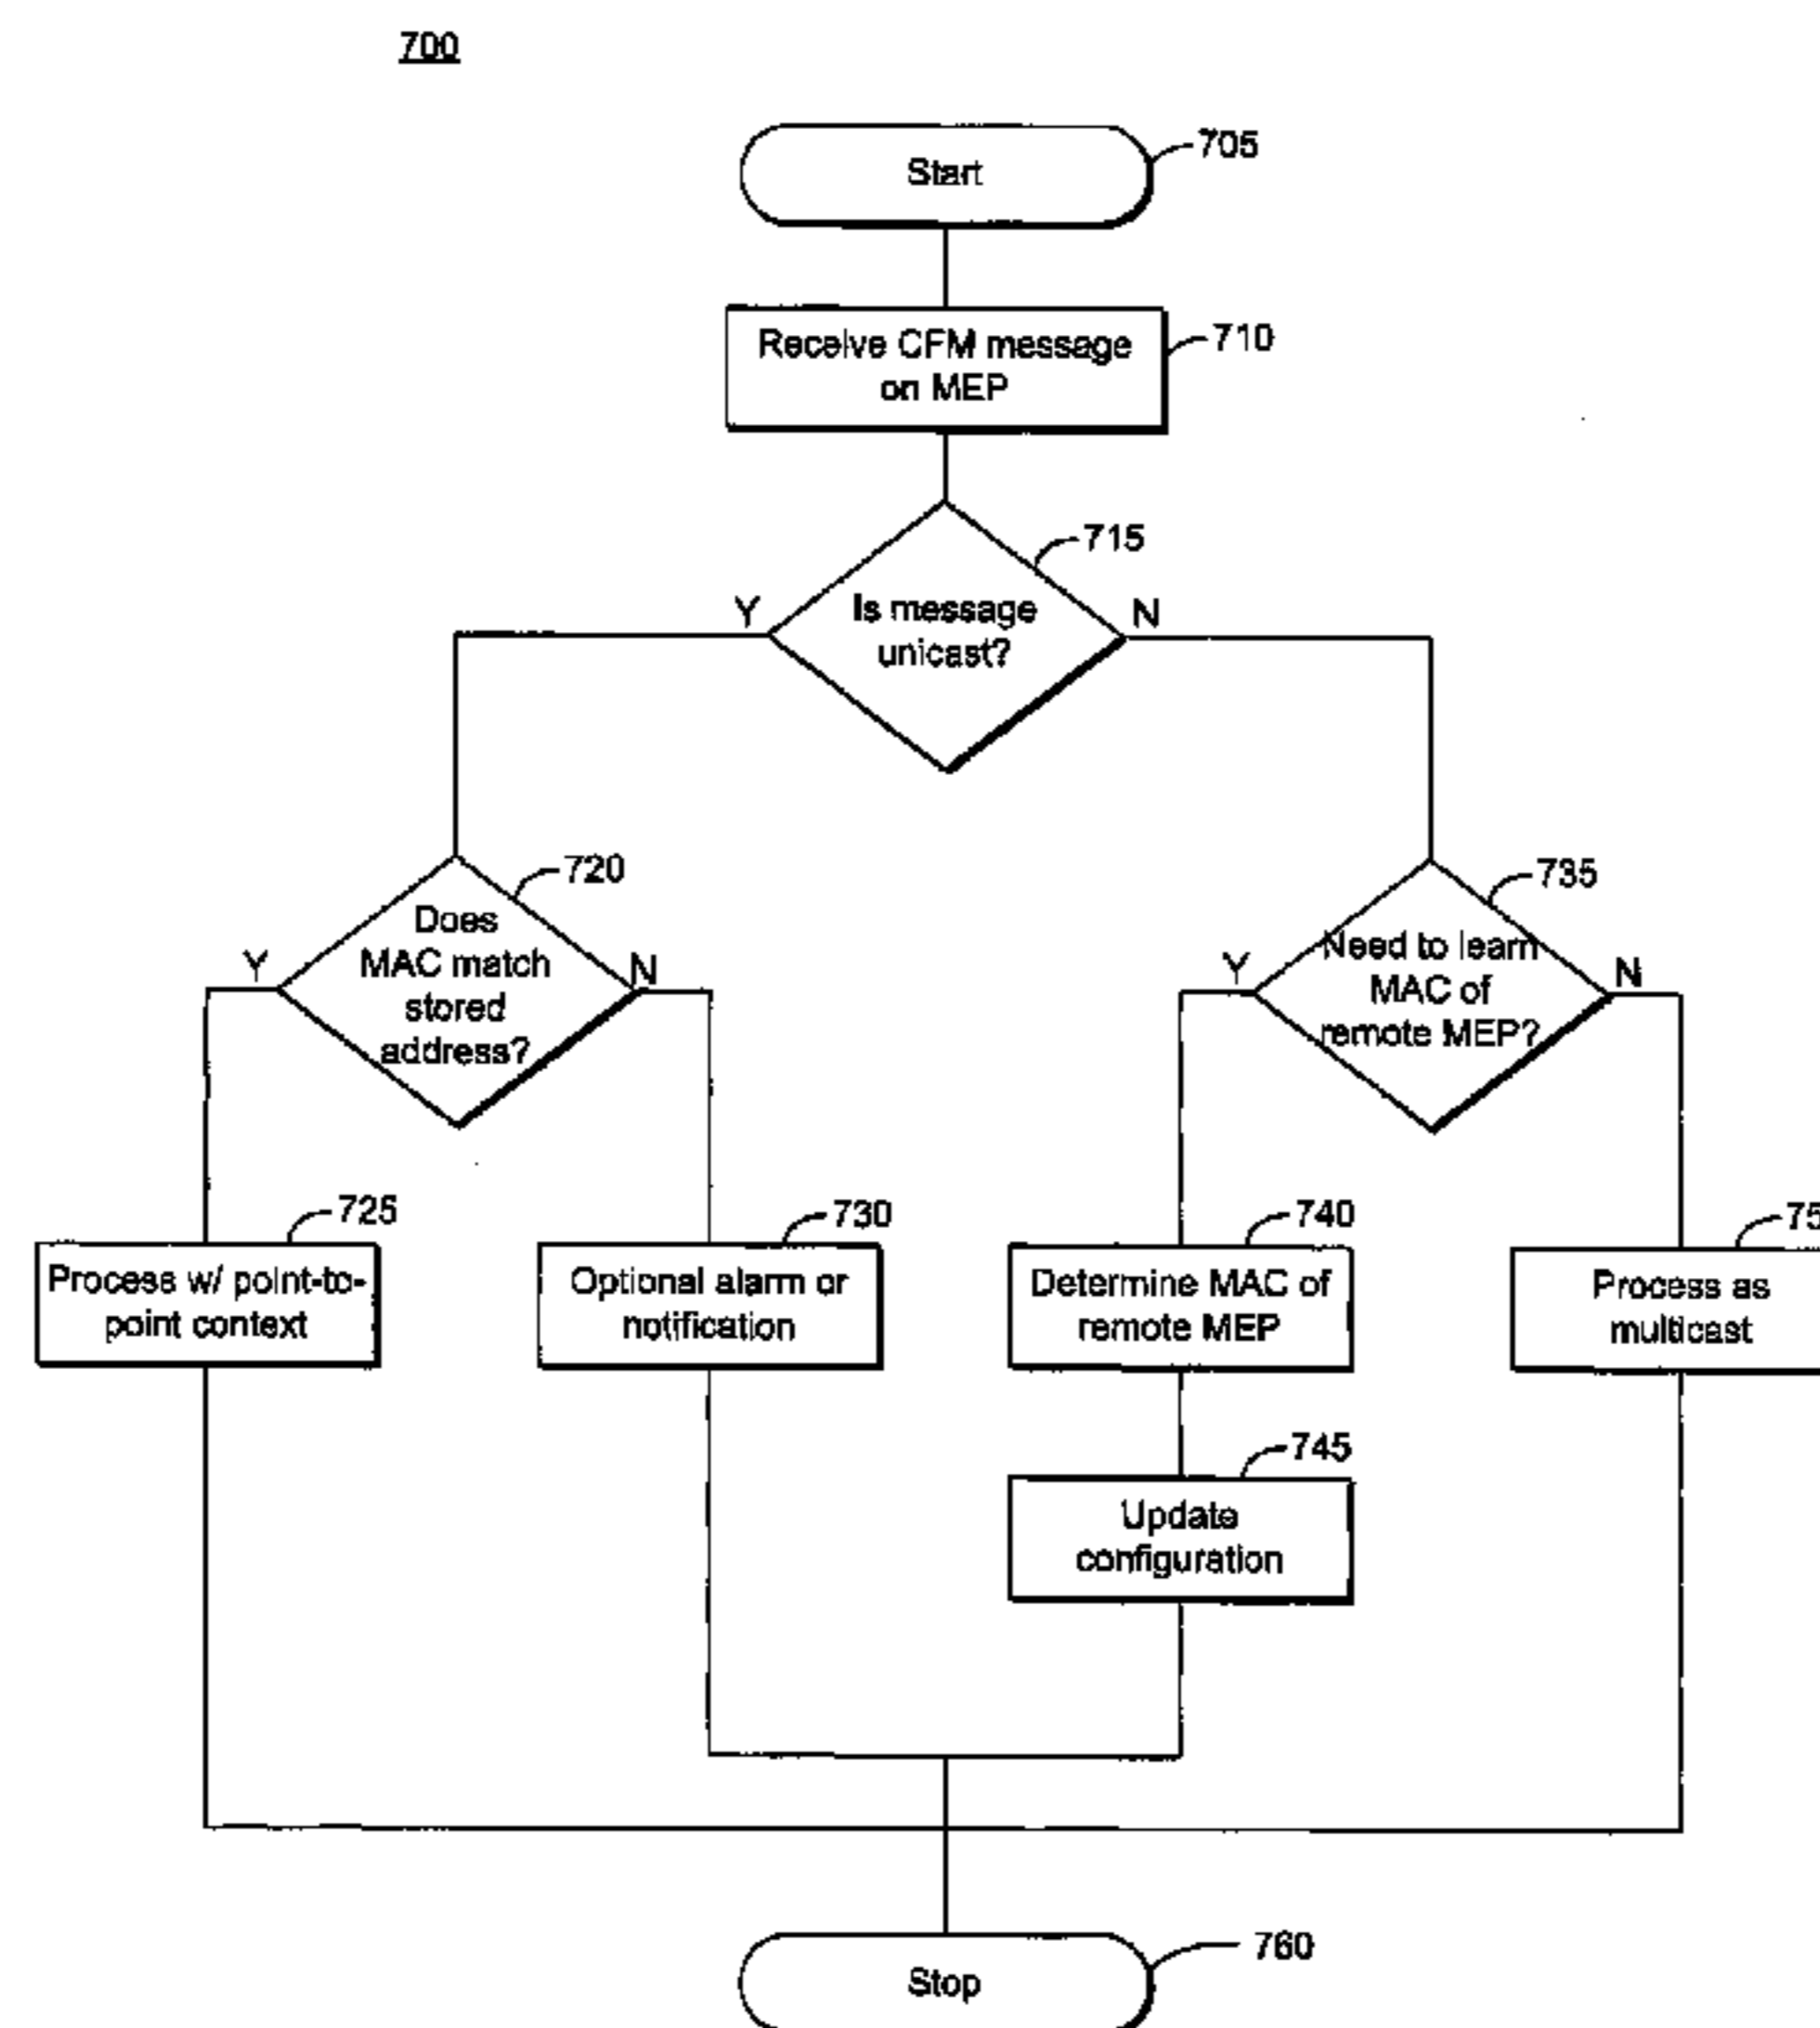 700
Start
705
Receive CFM message
on MEP
710
715
Y
Is message
unicast?
N
720
Does
MAC match
stored
address?
Y
N
735
Need to learn
MAC of
remote MEP?
Y
N
725
Process w/ point-to-
point context
730
Optional alarm or
notification
740
Determine MAC of
remote MEP
75
Process as
multicast
745
Update
configuration
Stop
760